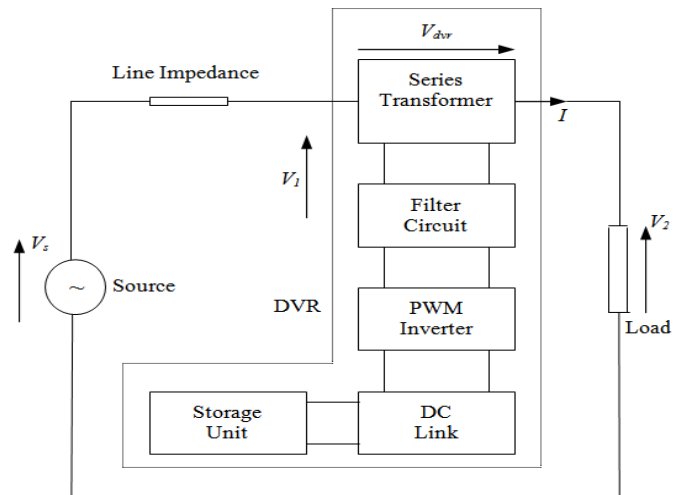 V_dvr
Line Impedance
Series
Transformer
I
V_1
Filter
Circuit
V_2
V_s
~
Source
DVR
PWM
Inverter
Load
Storage
Unit
DC
Link